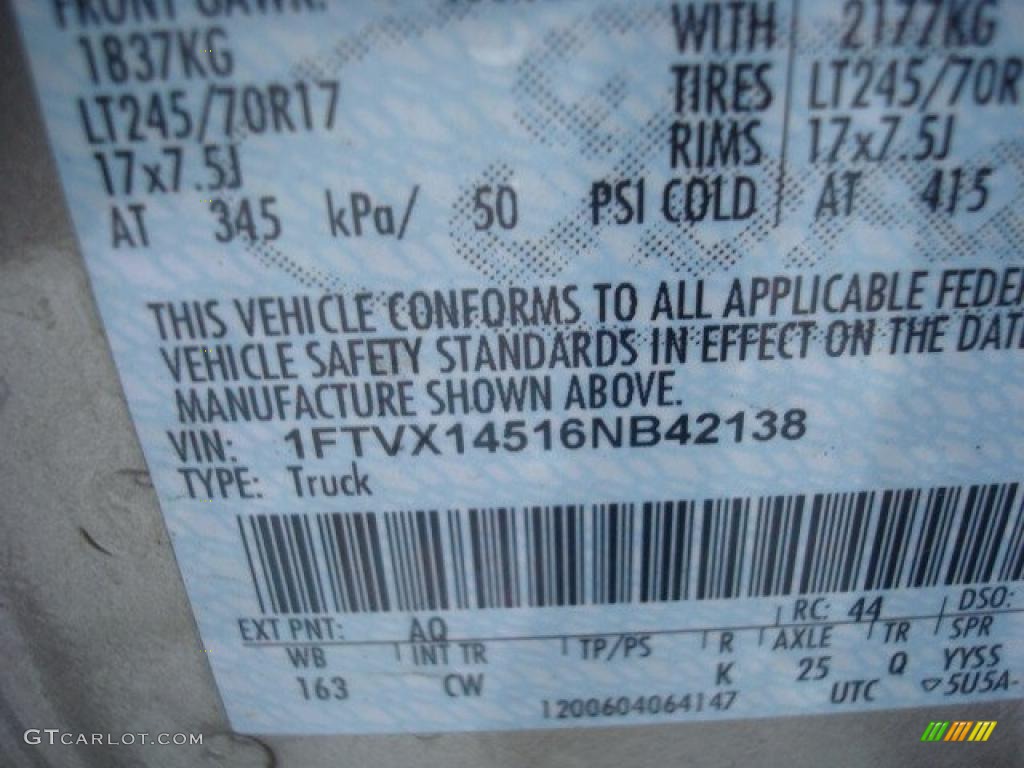 FRONT GAWR:
1837KG WITH 2177KG
LT245/70R17 TIRES LT245/70R
17x7.5J RIMS 17x7.5J
AT 345 kPa/ 50 PSI COLD AT 415
THIS VEHICLE CONFORMS TO ALL APPLICABLE FEDE
VEHICLE SAFETY STANDARDS IN EFFECT ON THE DAT
MANUFACTURE SHOWN ABOVE.
VIN: 1FTVX14516NB42138
TYPE: Truck
EXT PNT: AQ RC: 44 DSO:
WB INT TR TP/PS R AXLE TR SPR
163 CW K 25 Q YYSS
1200604064147 UTC ▽5U5A-
GTCARLOT.COM